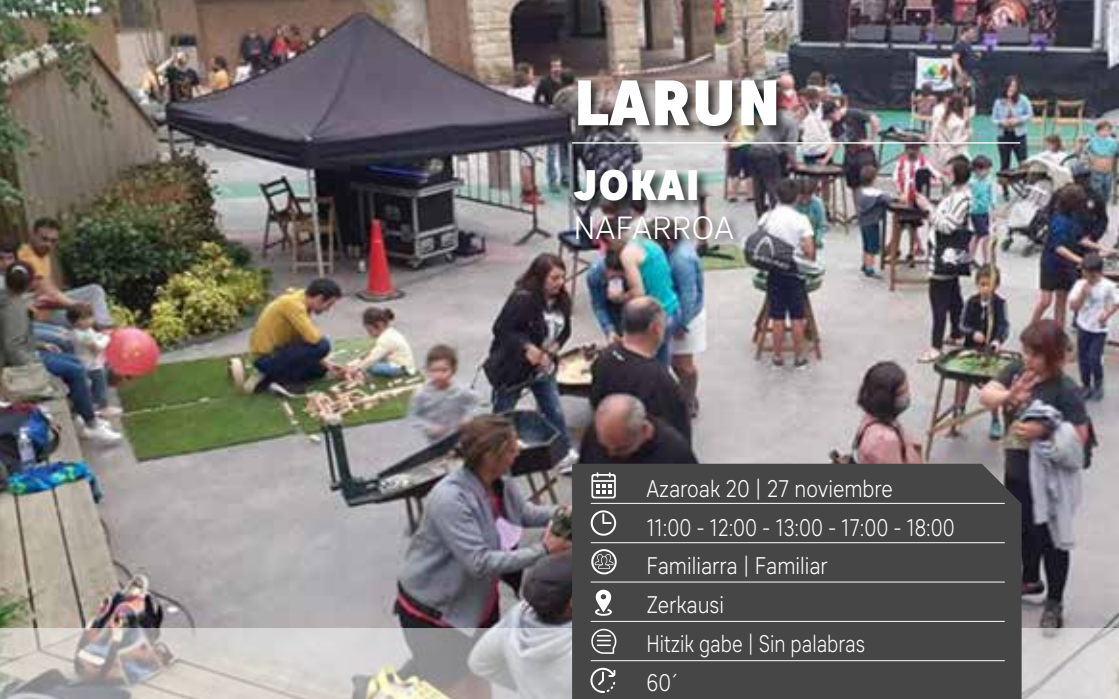 LARUN
JOKAI
NAFARROA
Azaroak 20 | 27 noviembre
11:00 - 12:00 - 13:00 - 17:00 - 18:00
Familiarra | Familiar
Zerkausi
Hitzik gabe | Sin palabras
60´